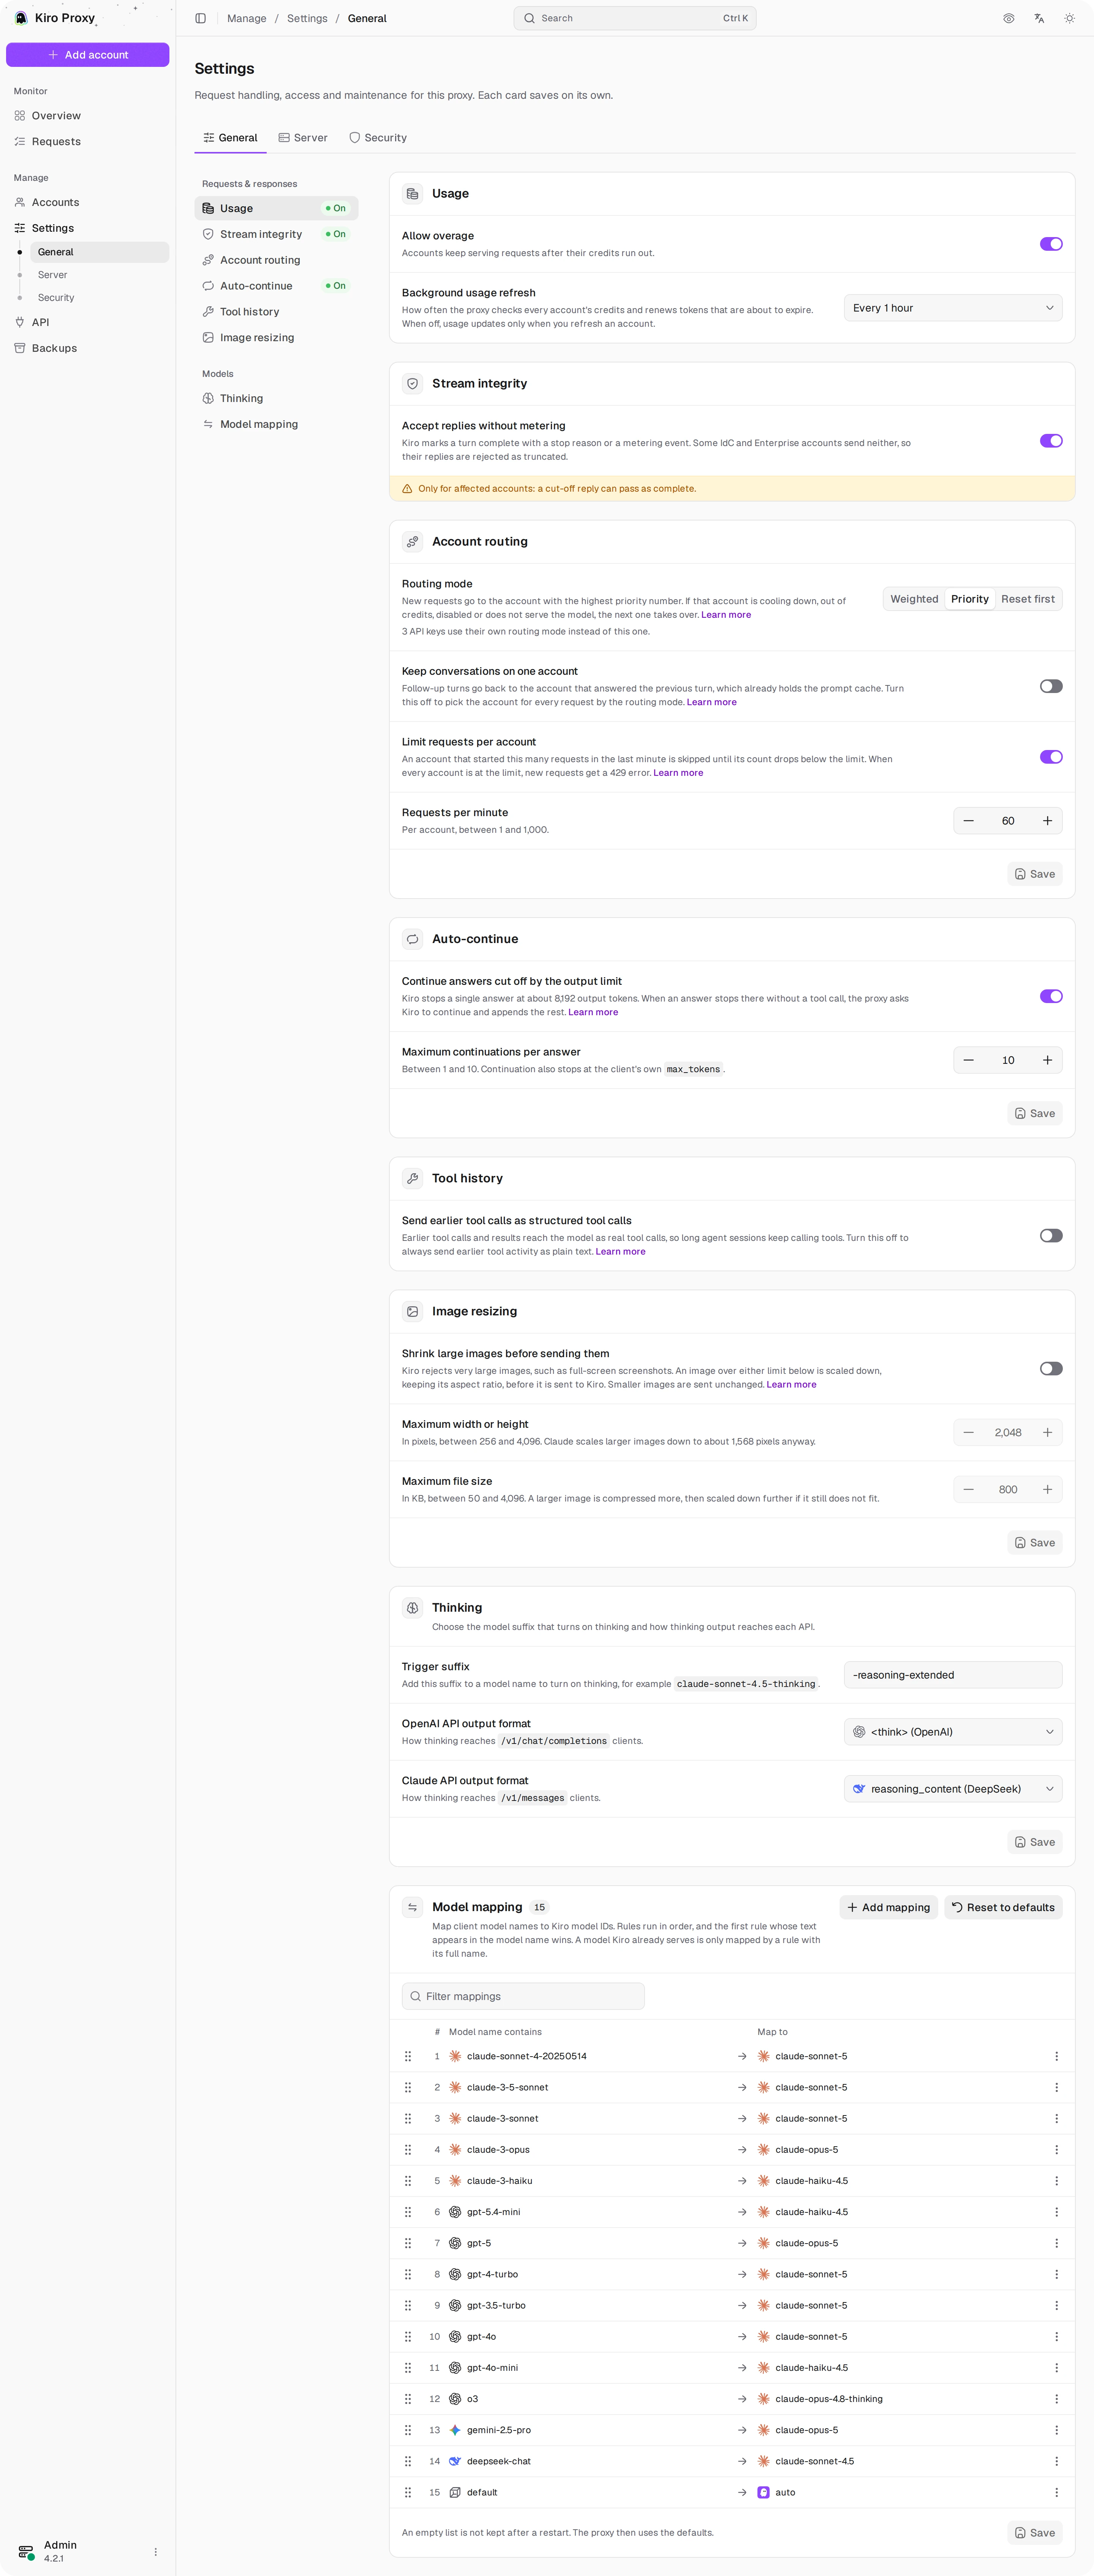 Kiro Proxy
Manage / Settings / General
Search
Ctrl K
Add account
Monitor
Overview
Requests
Manage
Accounts
Settings
General
Server
Security
API
Backups
Admin
4.2.1
Settings
Request handling, access and maintenance for this proxy. Each card saves on its own.
General
Server
Security
Requests & responses
Usage
On
Stream integrity
On
Account routing
Auto-continue
On
Tool history
Image resizing
Models
Thinking
Model mapping
Usage
Allow overage
Accounts keep serving requests after their credits run out.
Background usage refresh
How often the proxy checks every account's credits and renews tokens that are about to expire.
When off, usage updates only when you refresh an account.
Every 1 hour
Stream integrity
Accept replies without metering
Kiro marks a turn complete with a stop reason or a metering event. Some IdC and Enterprise accounts send neither, so
their replies are rejected as truncated.
Only for affected accounts: a cut-off reply can pass as complete.
Account routing
Routing mode
New requests go to the account with the highest priority number. If that account is cooling down, out of
credits, disabled or does not serve the model, the next one takes over. Learn more
3 API keys use their own routing mode instead of this one.
Weighted
Priority
Reset first
Keep conversations on one account
Follow-up turns go back to the account that answered the previous turn, which already holds the prompt cache. Turn
this off to pick the account for every request by the routing mode. Learn more
Limit requests per account
An account that started this many requests in the last minute is skipped until its count drops below the limit. When
every account is at the limit, new requests get a 429 error. Learn more
Requests per minute
Per account, between 1 and 1,000.
60
Save
Auto-continue
Continue answers cut off by the output limit
Kiro stops a single answer at about 8,192 output tokens. When an answer stops there without a tool call, the proxy asks
Kiro to continue and appends the rest. Learn more
Maximum continuations per answer
Between 1 and 10. Continuation also stops at the client's own max_tokens.
10
Save
Tool history
Send earlier tool calls as structured tool calls
Earlier tool calls and results reach the model as real tool calls, so long agent sessions keep calling tools. Turn this off to
always send earlier tool activity as plain text. Learn more
Image resizing
Shrink large images before sending them
Kiro rejects very large images, such as full-screen screenshots. An image over either limit below is scaled down,
keeping its aspect ratio, before it is sent to Kiro. Smaller images are sent unchanged. Learn more
Maximum width or height
In pixels, between 256 and 4,096. Claude scales larger images down to about 1,568 pixels anyway.
2,048
Maximum file size
In KB, between 50 and 4,096. A larger image is compressed more, then scaled down further if it still does not fit.
800
Save
Thinking
Choose the model suffix that turns on thinking and how thinking output reaches each API.
Trigger suffix
Add this suffix to a model name to turn on thinking, for example claude-sonnet-4.5-thinking.
-reasoning-extended
OpenAI API output format
How thinking reaches /v1/chat/completions clients.
<think> (OpenAI)
Claude API output format
How thinking reaches /v1/messages clients.
reasoning_content (DeepSeek)
Save
Model mapping 15
Map client model names to Kiro model IDs. Rules run in order, and the first rule whose text
appears in the model name wins. A model Kiro already serves is only mapped by a rule with
its full name.
Add mapping
Reset to defaults
Filter mappings
# Model name contains Map to
1 claude-sonnet-4-20250514 → claude-sonnet-5
2 claude-3-5-sonnet → claude-sonnet-5
3 claude-3-sonnet → claude-sonnet-5
4 claude-3-opus → claude-opus-5
5 claude-3-haiku → claude-haiku-4.5
6 gpt-5.4-mini → claude-haiku-4.5
7 gpt-5 → claude-opus-5
8 gpt-4-turbo → claude-sonnet-5
9 gpt-3.5-turbo → claude-sonnet-5
10 gpt-4o → claude-sonnet-5
11 gpt-4o-mini → claude-haiku-4.5
12 o3 → claude-opus-4.8-thinking
13 gemini-2.5-pro → claude-opus-5
14 deepseek-chat → claude-sonnet-4.5
15 default → auto
An empty list is not kept after a restart. The proxy then uses the defaults.
Save